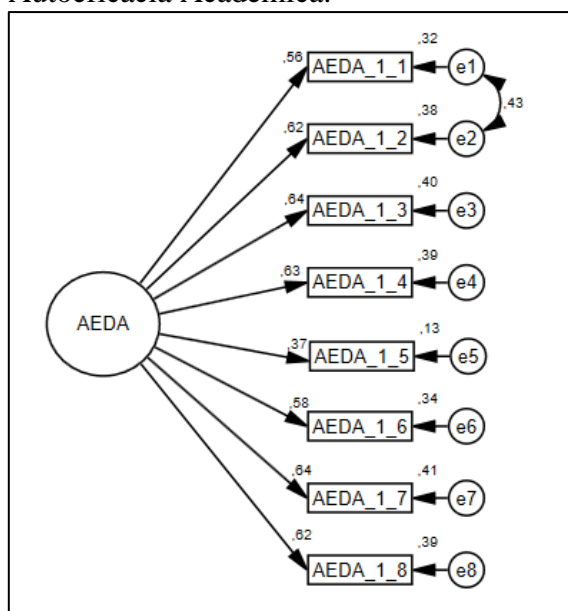 Autoeficacia Académica.
,56 AEDA_1_1 ,32 e1
,43
,62 AEDA_1_2 ,38 e2
,64 AEDA_1_3 ,40 e3
,63 AEDA_1_4 ,39 e4
AEDA
,37 AEDA_1_5 ,13 e5
,58 AEDA_1_6 ,34 e6
,64 AEDA_1_7 ,41 e7
,62 AEDA_1_8 ,39 e8